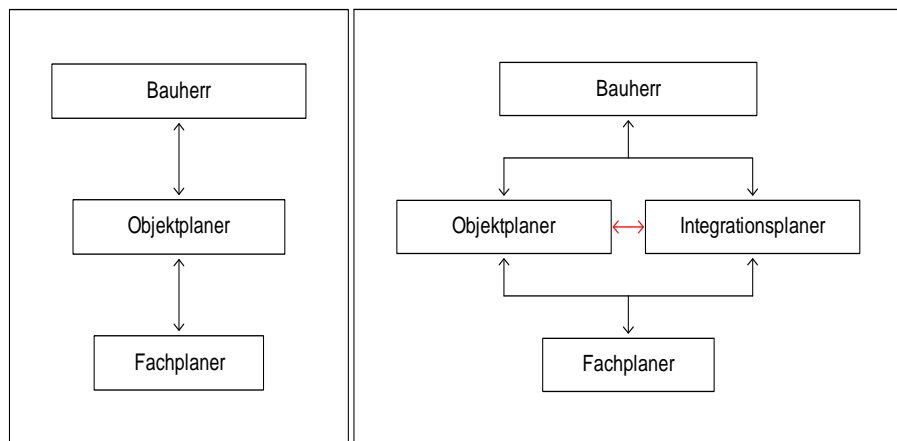 Bauherr
Objektplaner
Fachplaner
Bauherr
Objektplaner
Integrationsplaner
Fachplaner